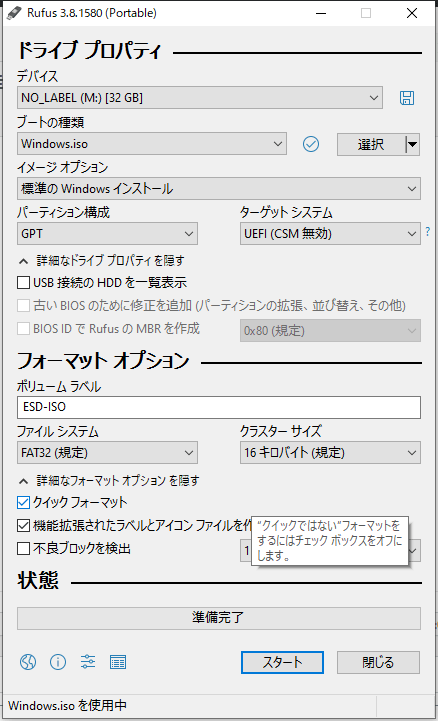 Rufus 3.8.1580 (Portable)
ドライブ プロパティ
デバイス
NO_LABEL (M:) [32 GB]
ブートの種類
Windows.iso
選択
イメージ オプション
標準の Windows インストール
パーティション構成
ターゲット システム
GPT
UEFI (CSM 無効)
?
詳細なドライブ プロパティを隠す
USB 接続の HDD を一覧表示
古い BIOS のために修正を追加 (パーティションの拡張、並び替え、その他)
BIOS ID で Rufus の MBR を作成
0x80 (規定)
フォーマット オプション
ボリューム ラベル
ESD-ISO
ファイル システム
クラスター サイズ
FAT32 (規定)
16 キロバイト (規定)
詳細なフォーマット オプション を隠す
クイック フォーマット
機能拡張されたラベルとアイコン ファイルを作
"クイックではない"フォーマットを
するにはチェック ボックスをオフに
します。
不良ブロックを検出
1
状態
準備完了
スタート
閉じる
Windows.iso を使用中